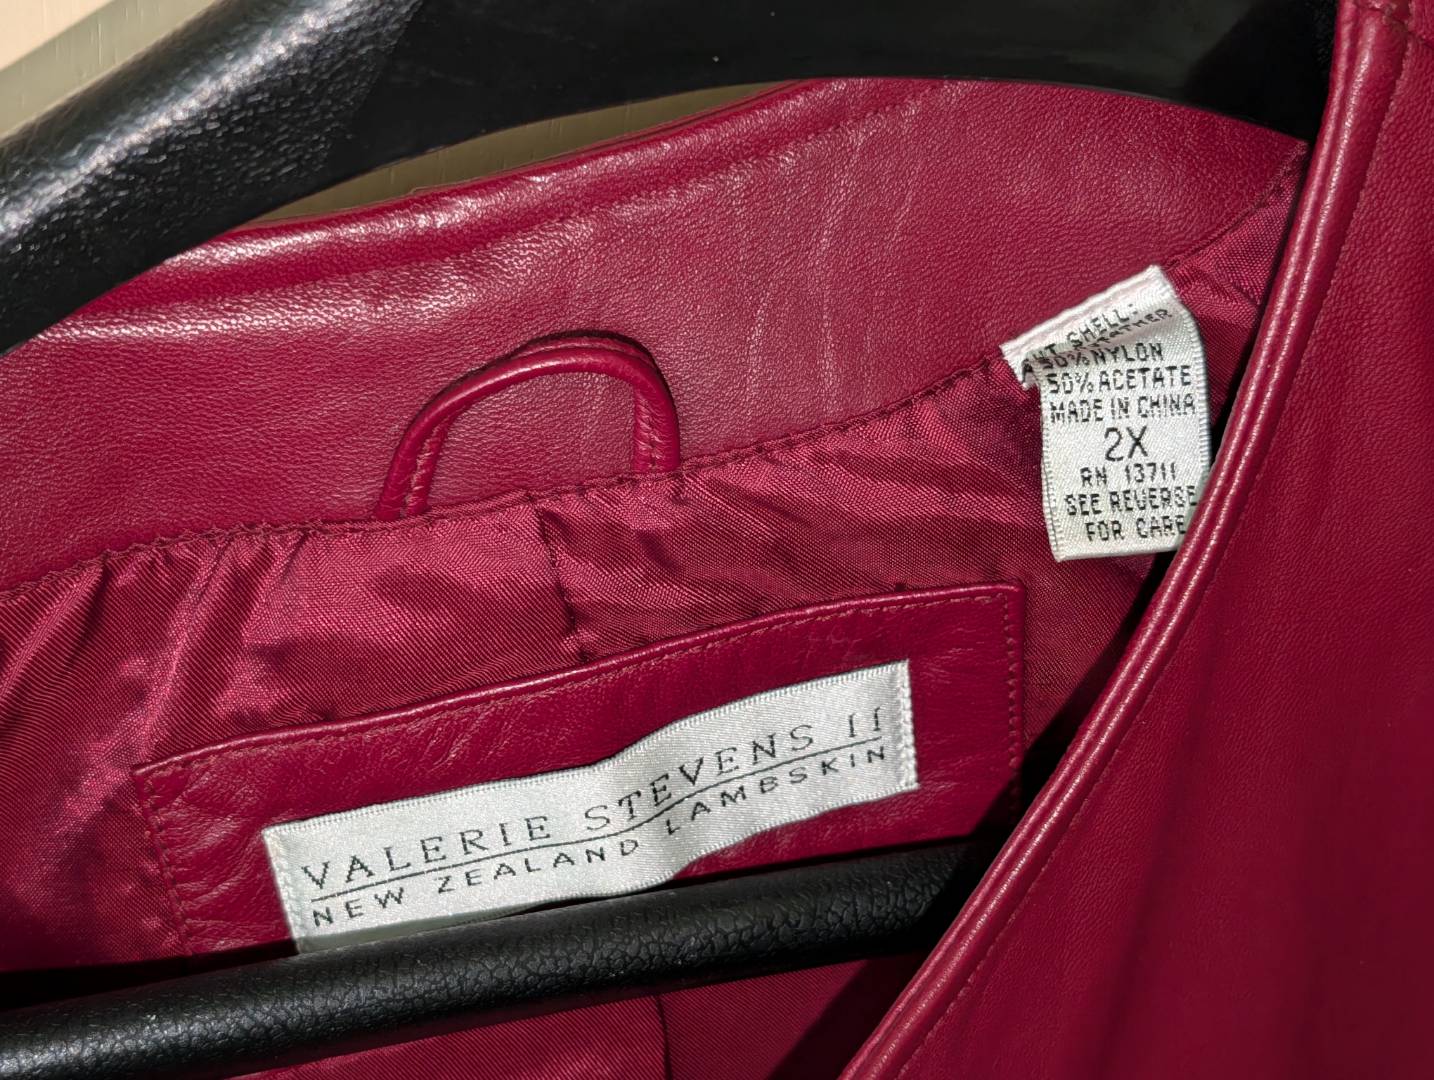 SHELL:
50% NYLON
50% ACETATE
MADE IN CHINA
2X
RN 13711
SEE REVERSE
FOR CARE
VALERIE STEVENS II
NEW ZEALAND LAMBSKIN